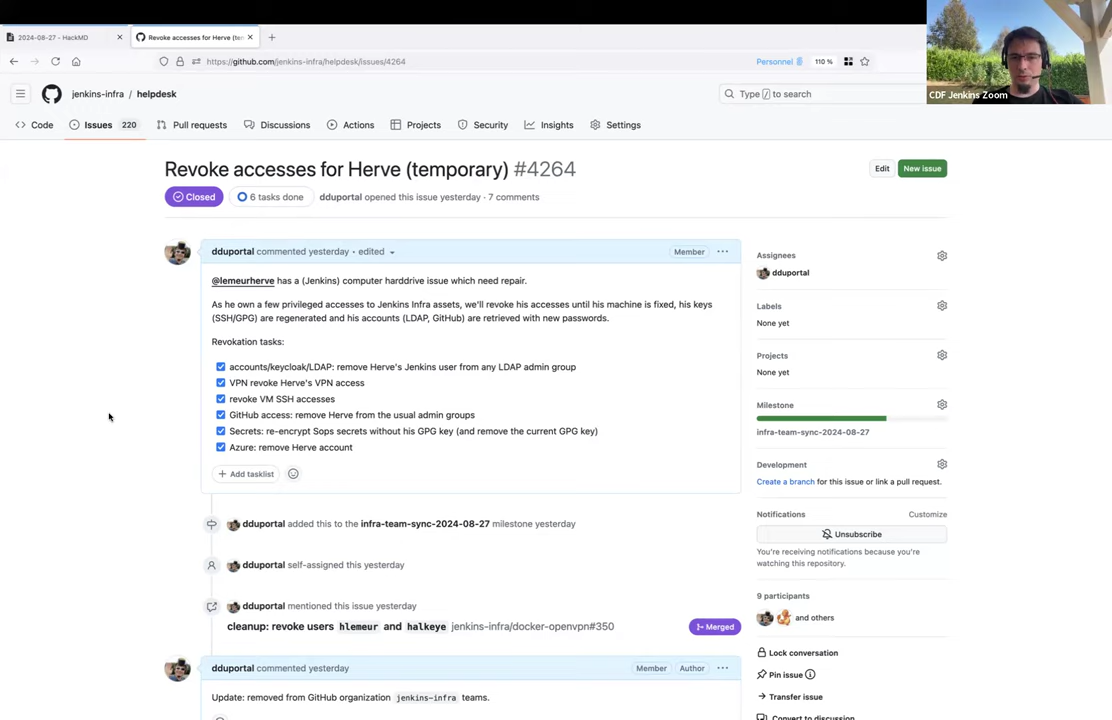 2024-08-27 - HackMD
Revoke accesses for Herve (tem
https://github.com/jenkins-infra/helpdesk/issues/4264
Personnel
110 %
CDF Jenkins Zoom
jenkins-infra / helpdesk
Type / to search
Code
Issues 220
Pull requests
Discussions
Actions
Projects
Security
Insights
Settings
Revoke accesses for Herve (temporary) #4264
Edit
New issue
Closed
6 tasks done
dduportal opened this issue yesterday · 7 comments
dduportal commented yesterday • edited
Member
@lemeurherve has a (Jenkins) computer harddrive issue which need repair.
As he own a few privileged accesses to Jenkins Infra assets, we'll revoke his accesses until his machine is fixed, his keys
(SSH/GPG) are regenerated and his accounts (LDAP, GitHub) are retrieved with new passwords.
Revokation tasks:
accounts/keycloak/LDAP: remove Herve's Jenkins user from any LDAP admin group
VPN revoke Herve's VPN access
revoke VM SSH accesses
GitHub access: remove Herve from the usual admin groups
Secrets: re-encrypt Sops secrets without his GPG key (and remove the current GPG key)
Azure: remove Herve account
Add tasklist
dduportal added this to the infra-team-sync-2024-08-27 milestone yesterday
dduportal self-assigned this yesterday
dduportal mentioned this issue yesterday
cleanup: revoke users hlemeur and halkeye jenkins-infra/docker-openvpn#350
Merged
dduportal commented yesterday
Member
Author
Update: removed from GitHub organization jenkins-infra teams.
Assignees
dduportal
Labels
None yet
Projects
None yet
Milestone
infra-team-sync-2024-08-27
Development
Create a branch for this issue or link a pull request.
Notifications
Customize
Unsubscribe
You're receiving notifications because you're
watching this repository.
9 participants
and others
Lock conversation
Pin issue
Transfer issue
Convert to discussion